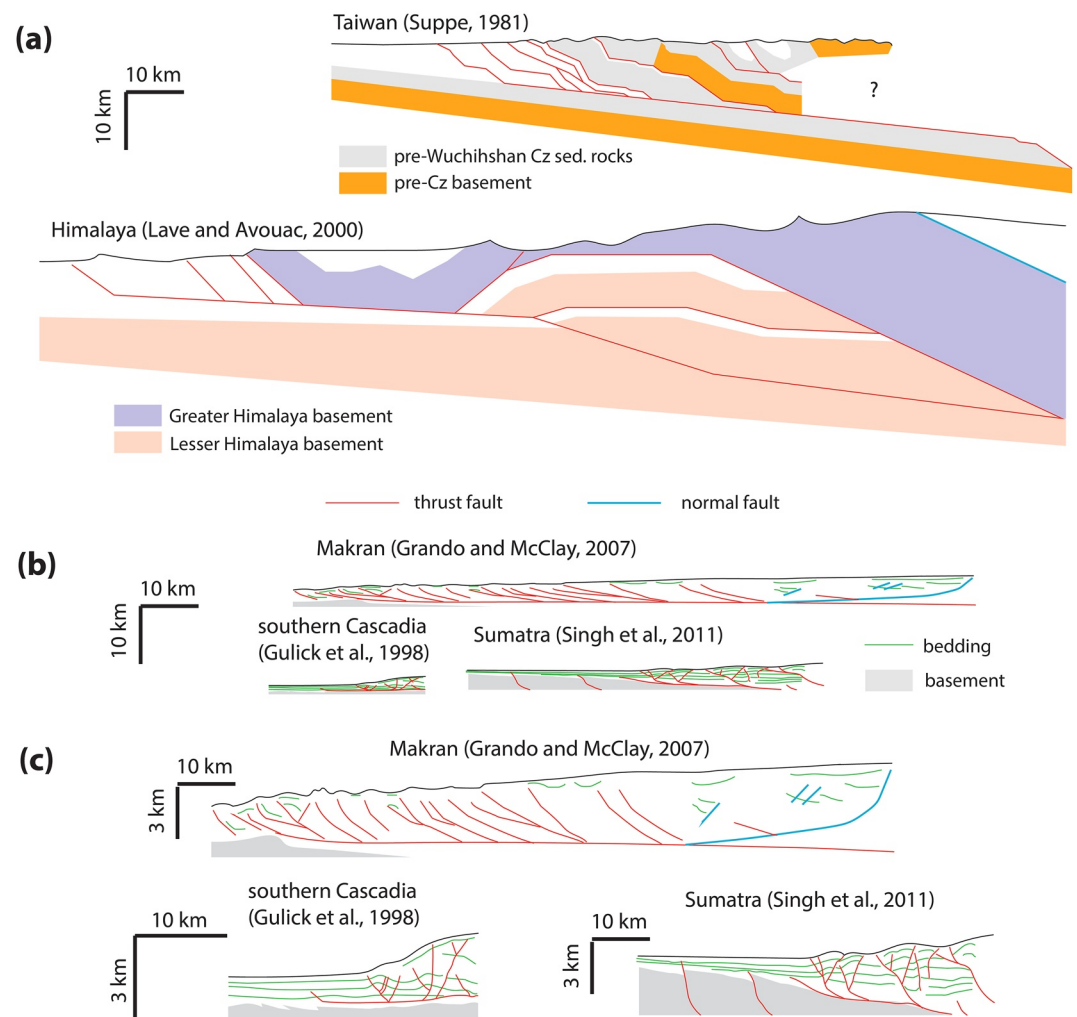 (a)
Taiwan (Suppe, 1981)
10 km
10 km
?
pre-Wuchihshan Cz sed. rocks
pre-Cz basement
Himalaya (Lave and Avouac, 2000)
Greater Himalaya basement
Lesser Himalaya basement
thrust fault
normal fault
(b)
Makran (Grando and McClay, 2007)
10 km
10 km
southern Cascadia
(Gulick et al., 1998)
Sumatra (Singh et al., 2011)
bedding
basement
(c)
Makran (Grando and McClay, 2007)
10 km
3 km
southern Cascadia
(Gulick et al., 1998)
10 km
3 km
Sumatra (Singh et al., 2011)
10 km
3 km